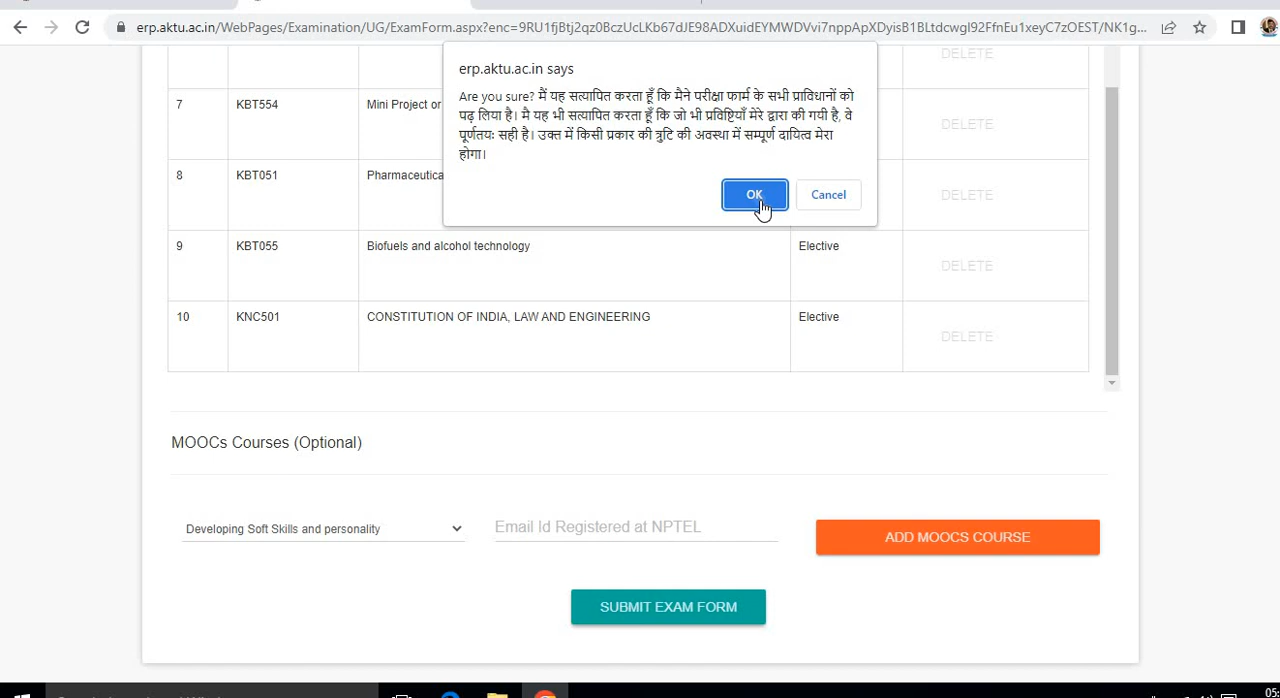 erp.aktu.ac.in/WebPages/Examination/UG/ExamForm.aspx?enc=9RU1fjBtj2qz0BczUcLKb67dJE98ADXuidEYMWDVvi7nppApXDyisB1BLtdcwgl92FfnEu1xeyC7zOEST/NK1g...
erp.aktu.ac.in says
Are you sure? मैं यह सत्यापित करता हूँ कि मैने परीक्षा फार्म के सभी प्राविधानों को
पढ़ लिया है। मै यह भी सत्यापित करता हूँ कि जो भी प्रविष्टियाँ मेरे द्वारा की गयी है, वे
पूर्णतयः सही है। उक्त में किसी प्रकार की त्रुटि की अवस्था में सम्पूर्ण दायित्व मेरा
होगा।
OK Cancel
DELETE
7 KBT554 Mini Project or
DELETE
8 KBT051 Pharmaceutica
DELETE
9 KBT055 Biofuels and alcohol technology Elective
DELETE
10 KNC501 CONSTITUTION OF INDIA, LAW AND ENGINEERING Elective
DELETE
MOOCs Courses (Optional)
Developing Soft Skills and personality Email Id Registered at NPTEL ADD MOOCS COURSE
SUBMIT EXAM FORM